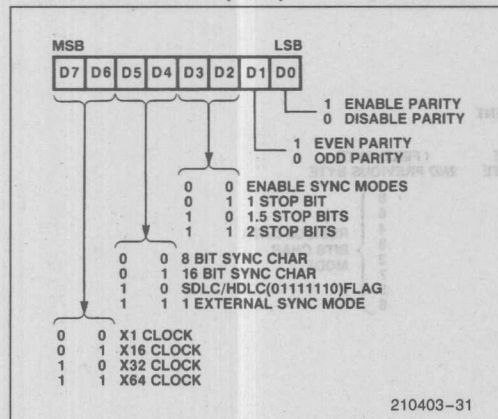 MSB LSB
D7 D6 D5 D4 D3 D2 D1 D0
1 ENABLE PARITY
0 DISABLE PARITY
1 EVEN PARITY
0 ODD PARITY
0 0 ENABLE SYNC MODES
0 1 1 STOP BIT
1 0 1.5 STOP BITS
1 1 2 STOP BITS
0 0 8 BIT SYNC CHAR
0 1 16 BIT SYNC CHAR
1 0 SDLC/HDLC(01111110)FLAG
1 1 1 EXTERNAL SYNC MODE
0 0 X1 CLOCK
0 1 X16 CLOCK
1 0 X32 CLOCK
1 1 X64 CLOCK
210403-31